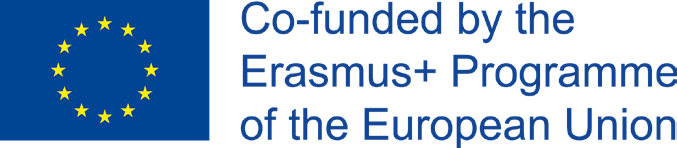 Co-funded by the
Erasmus+ Programme
of the European Union